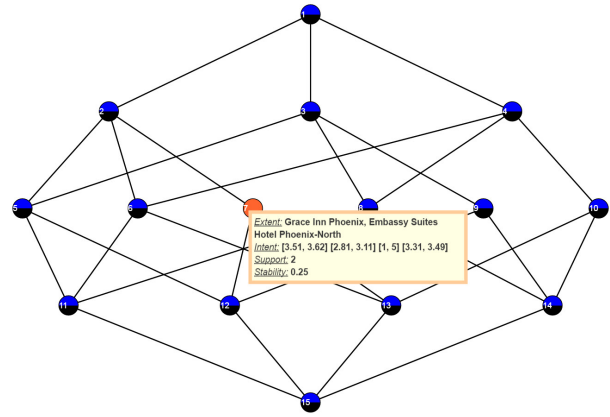 1
2 3 4
5 6 7 8 9 10
Extent: Grace Inn Phoenix, Embassy Suites
Hotel Phoenix-North
Intent: [3.51, 3.62] [2.81, 3.11] [1, 5] [3.31, 3.49]
Support: 2
Stability: 0.25
11 12 13 14
15